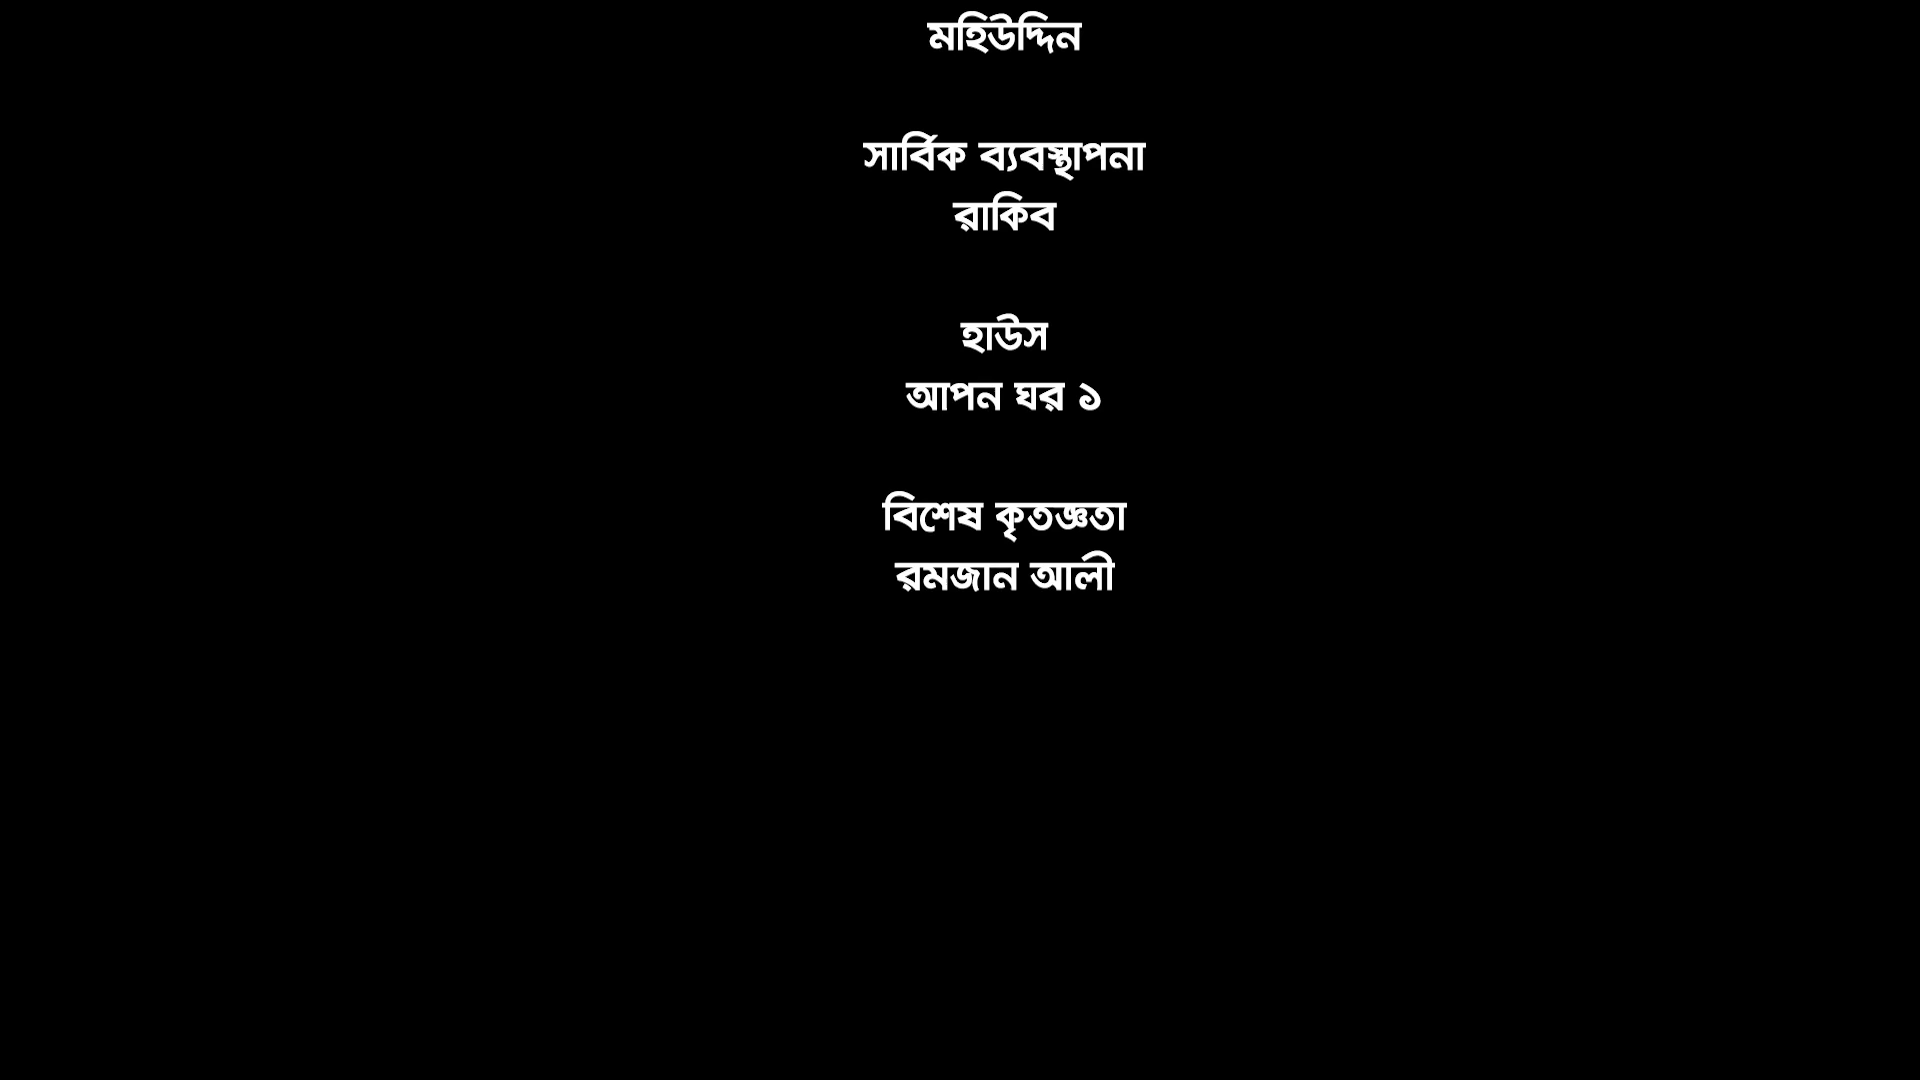 মহিউদ্দিন
সার্বিক ব্যবস্থাপনা
রাকিব
হাউস
আপন ঘর ১
বিশেষ কৃতজ্ঞতা
রমজান আলী